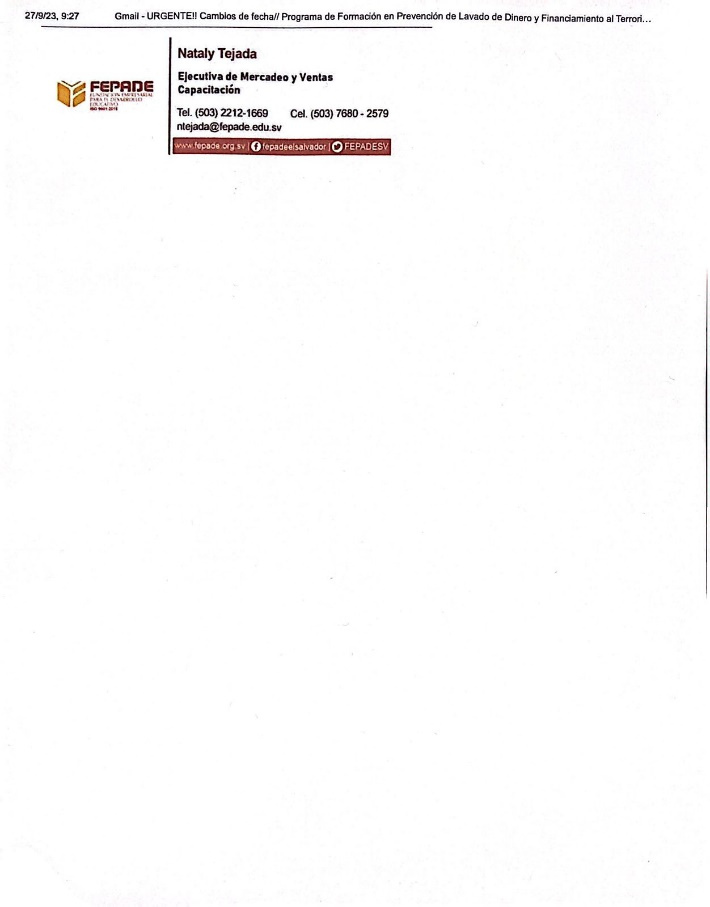 27/9/23, 9:27 Gmail - URGENTE!! Cambios de fecha// Programa de Formación en Prevención de Lavado de Dinero y Financiamiento al Terrori...
Nataly Tejada
Ejecutiva de Mercadeo y Ventas
Capacitación
FEPADE
FUNDACIÓN EMPRESARIAL
PARA EL DESARROLLO
EDUCATIVO
ISO 9001:2015
Tel. (503) 2212-1669 Cel. (503) 7680 - 2579
ntejada@fepade.edu.sv
www.fepade.org.sv | fepadeelsalvador | FEPADESV